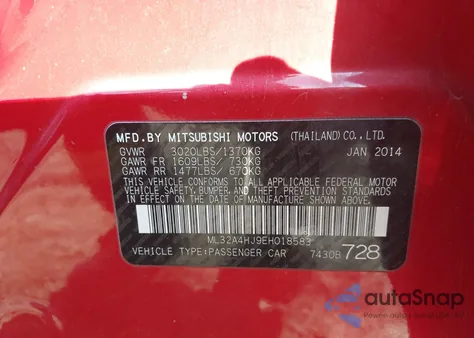 MFD.BY MITSUBISHI MOTORS (THAILAND) CO.,LTD.
GVWR 3020LBS/1370KG JAN 2014
GAWR FR 1609LBS/ 730KG
GAWR RR 1477LBS/ 670KG
THIS VEHICLE CONFORMS TO ALL APPLICABLE FEDERAL MOTOR
VEHICLE SAFETY, BUMPER, AND THEFT PREVENTION STANDARDS
IN EFFECT ON THE DATE OF MANUFACTURE SHOWN ABOVE.
ML32A4HJ9EH018583
VEHICLE TYPE:PASSENGER CAR 7430B 728
autoSnap